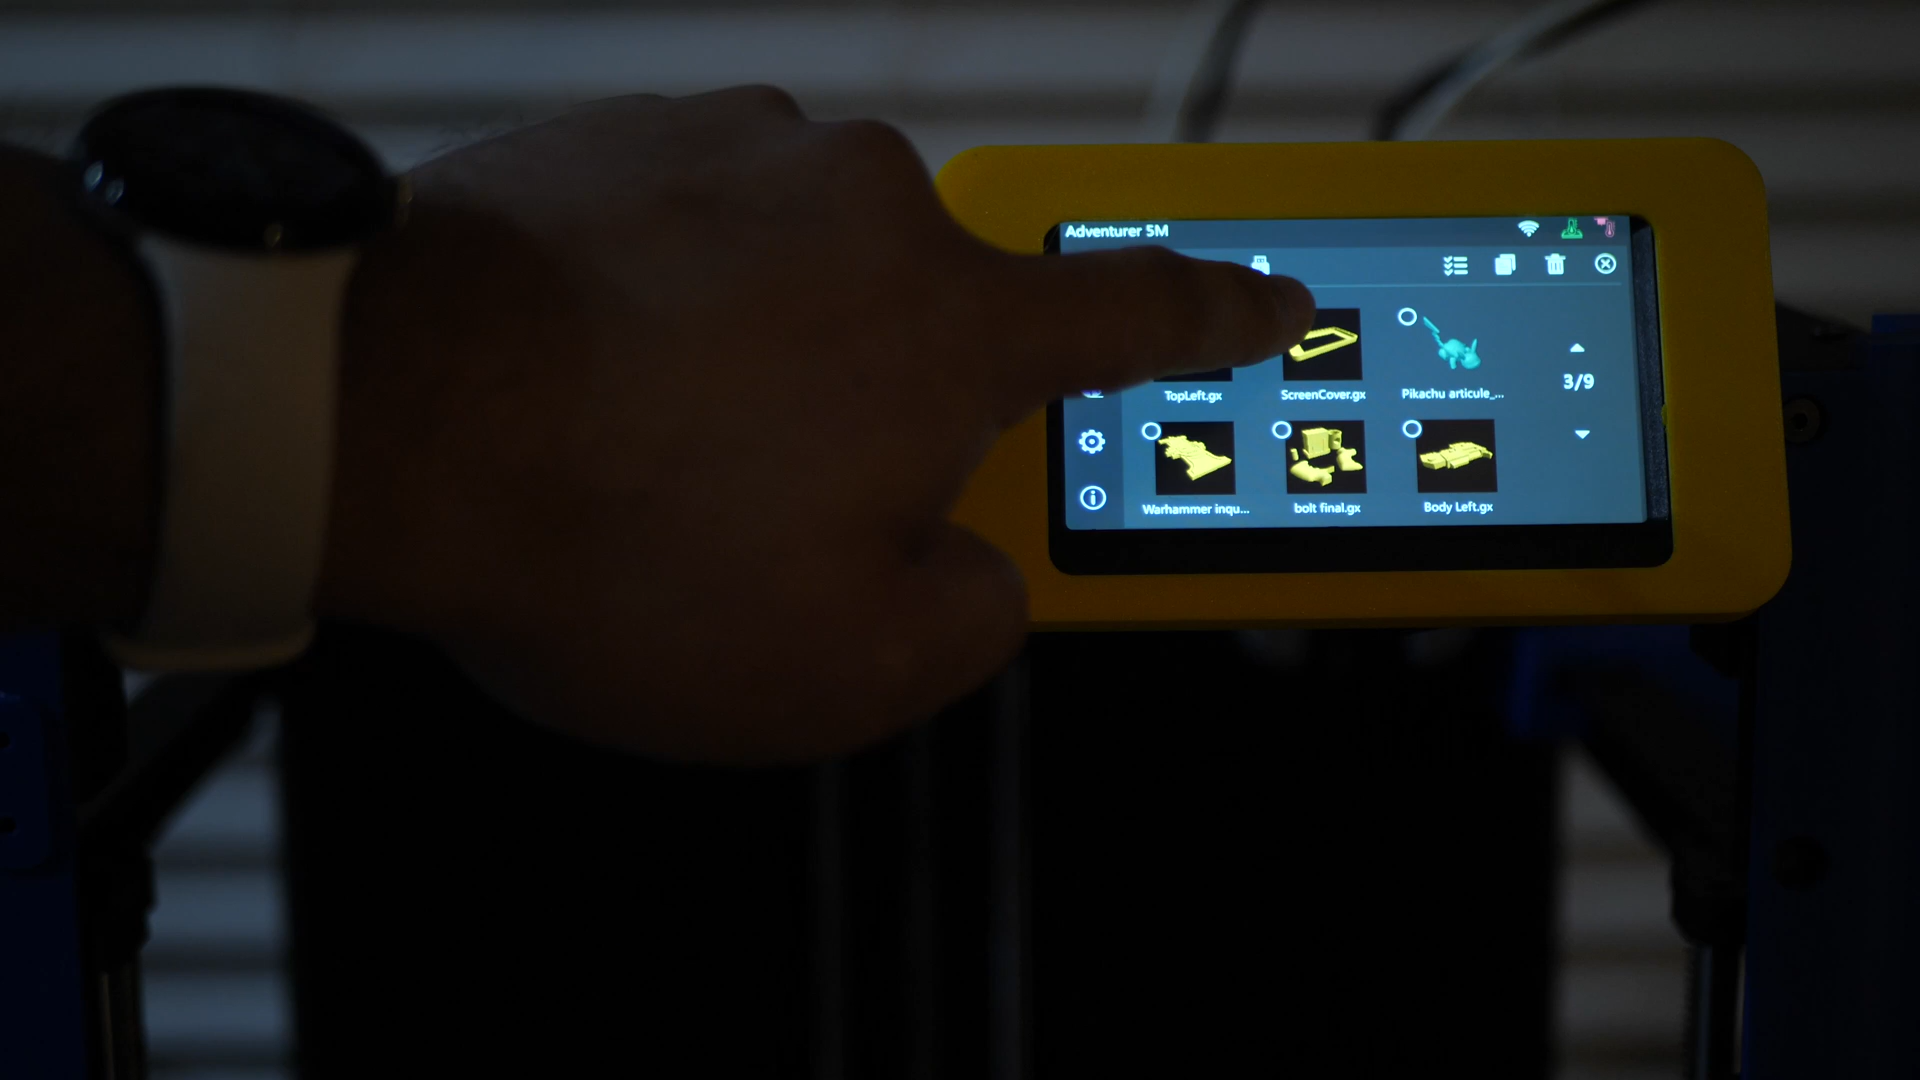 Adventurer 5M
TopLeft.gx
ScreenCover.gx
Pikachu articule_...
3/9
Warhammer inqu...
bolt final.gx
Body Left.gx